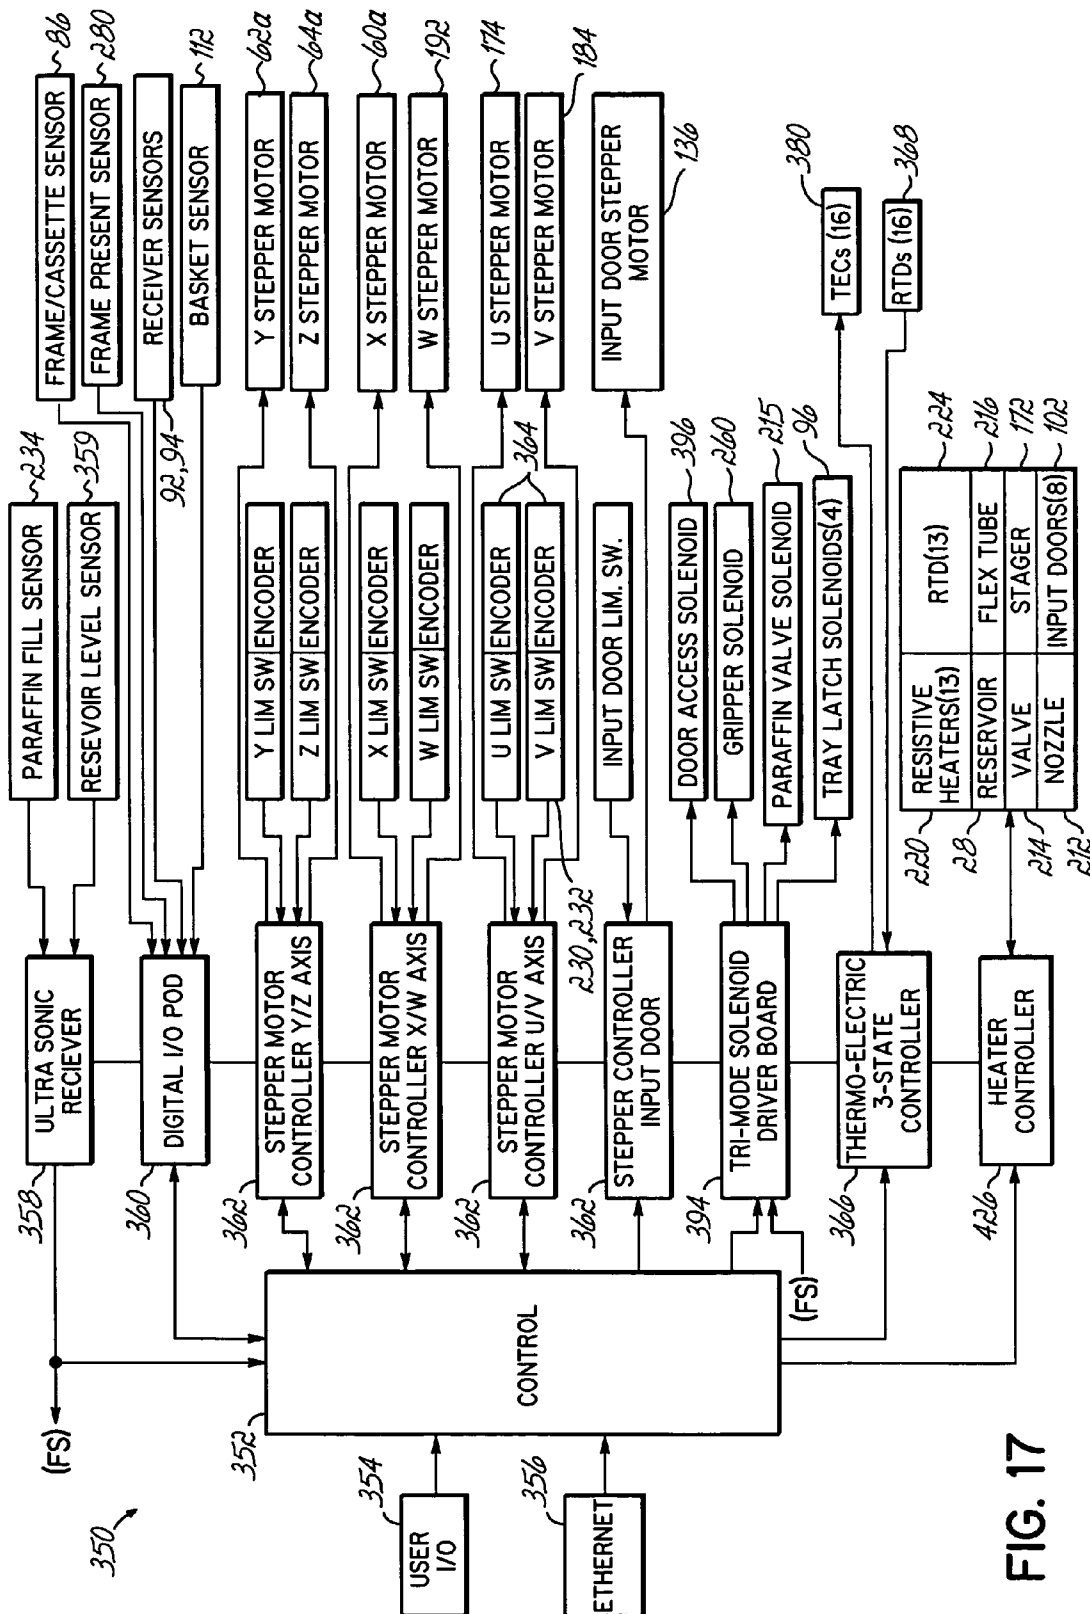 350
(FS)
358
ULTRA SONIC
RECIEVER
360
DIGITAL I/O POD
PARAFFIN FILL SENSOR
234
RESEVOIR LEVEL SENSOR
359
FRAME/CASSETTE SENSOR
86
FRAME PRESENT SENSOR
280
RECEIVER SENSORS
92,94
BASKET SENSOR
112
352
CONTROL
354
USER
I/O
356
ETHERNET
362
STEPPER MOTOR
CONTROLLER Y/Z AXIS
Y LIM SW
ENCODER
Z LIM SW
ENCODER
Y STEPPER MOTOR
62a
Z STEPPER MOTOR
64a
362
STEPPER MOTOR
CONTROLLER X/W AXIS
X LIM SW
ENCODER
W LIM SW
ENCODER
X STEPPER MOTOR
60a
W STEPPER MOTOR
192
362
STEPPER MOTOR
CONTROLLER U/V AXIS
U LIM SW
ENCODER
V LIM SW
ENCODER
364
230,232
U STEPPER MOTOR
174
V STEPPER MOTOR
184
362
STEPPER CONTROLLER
INPUT DOOR
INPUT DOOR LIM. SW.
INPUT DOOR STEPPER
MOTOR
136
394
TRI-MODE SOLENOID
DRIVER BOARD
(FS)
DOOR ACCESS SOLENOID
396
GRIPPER SOLENOID
260
PARAFFIN VALVE SOLENOID
215
TRAY LATCH SOLENOIDS(4)
96
366
THERMO-ELECTRIC
3-STATE
CONTROLLER
TECs (16)
380
RTDs (16)
368
426
HEATER
CONTROLLER
220
RESISTIVE
HEATERS(13)
RTD(13)
224
28
RESERVOIR
FLEX TUBE
216
214
VALVE
STAGER
172
212
NOZZLE
INPUT DOORS(8)
102
FIG. 17